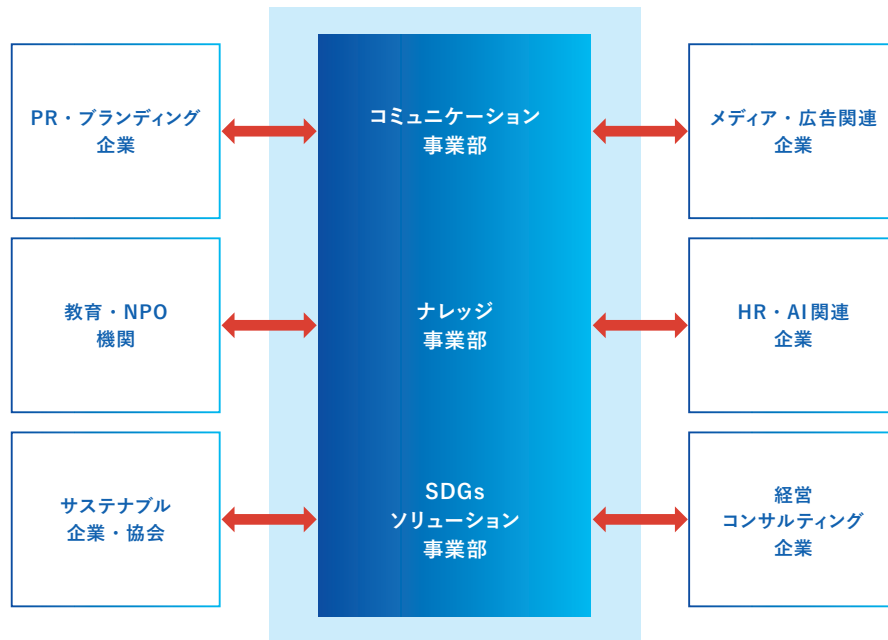 PR・ブランディング
企業
コミュニケーション
事業部
メディア・広告関連
企業
教育・NPO
機関
ナレッジ
事業部
HR・AI関連
企業
サステナブル
企業・協会
SDGs
ソリューション
事業部
経営
コンサルティング
企業